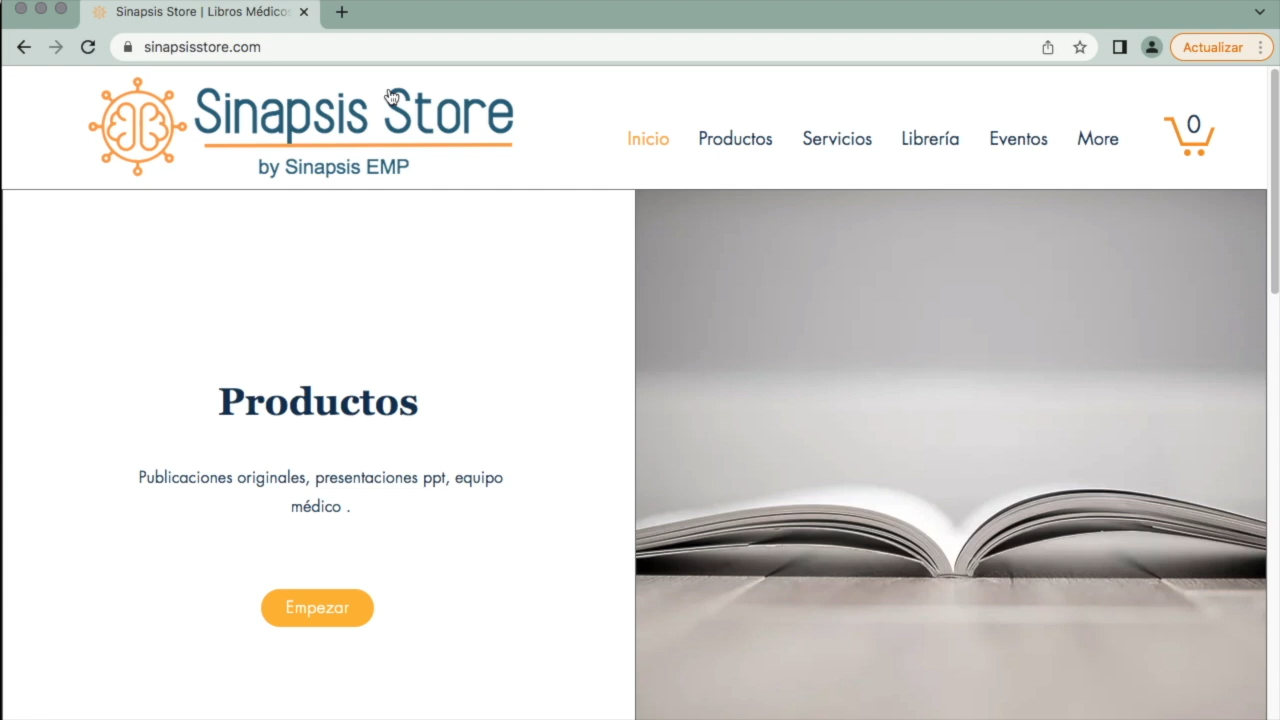 Sinapsis Store | Libros Médicos
sinapsisstore.com
Actualizar
Sinapsis Store
by Sinapsis EMP
Inicio
Productos
Servicios
Librería
Eventos
More
0
Productos
Publicaciones originales, presentaciones ppt, equipo
médico .
Empezar